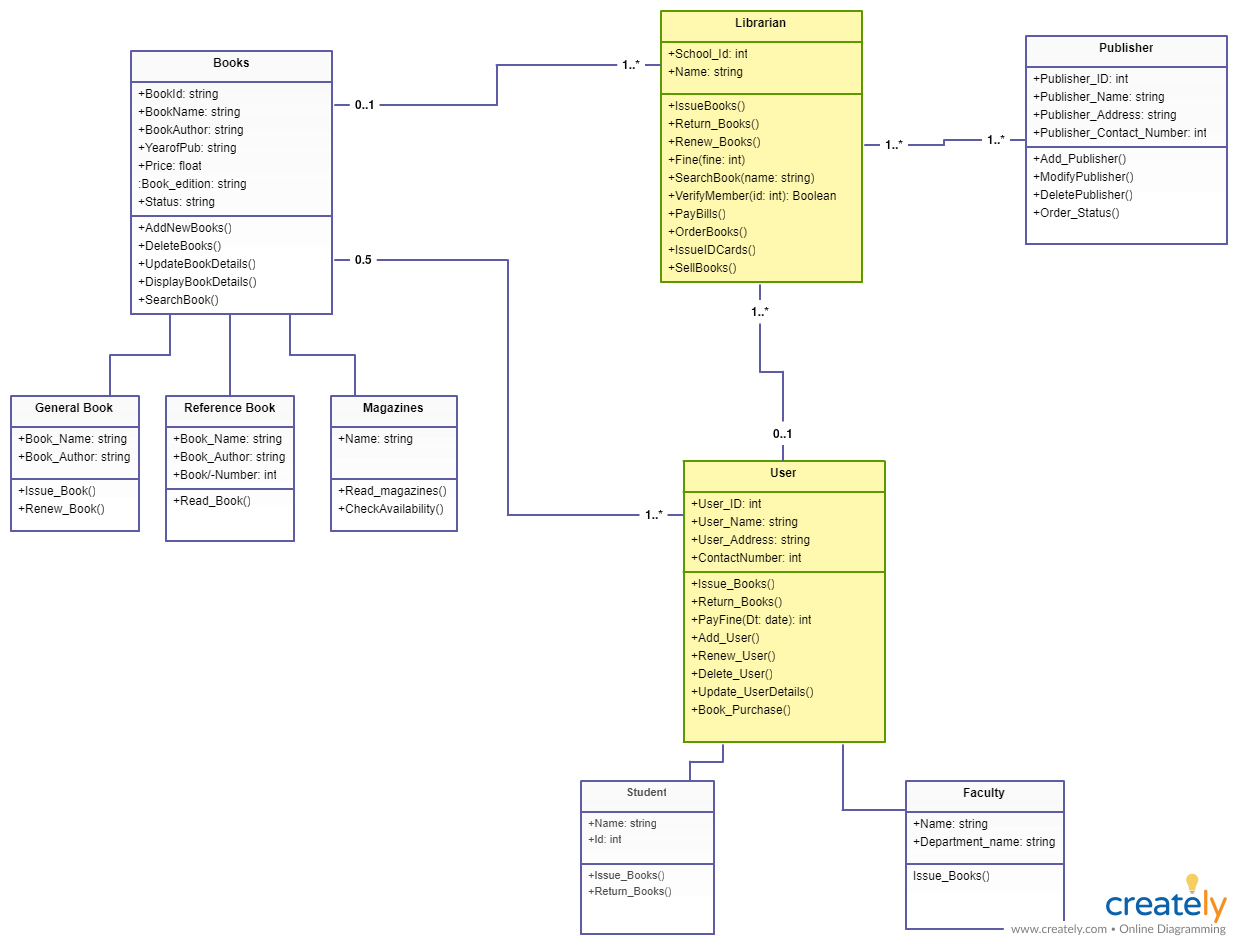 Books
+BookId: string
+BookName: string
+BookAuthor: string
+YearofPub: string
+Price: float
:Book_edition: string
+Status: string
+AddNewBooks()
+DeleteBooks()
+UpdateBookDetails()
+DisplayBookDetails()
+SearchBook()
0..1
1..*
0.5
1..*
Librarian
+School_Id: int
+Name: string
+IssueBooks()
+Return_Books()
+Renew_Books()
+Fine(fine: int)
+SearchBook(name: string)
+VerifyMember(id: int): Boolean
+PayBills()
+OrderBooks()
+IssueIDCards()
+SellBooks()
1..*
1..*
Publisher
+Publisher_ID: int
+Publisher_Name: string
+Publisher_Address: string
+Publisher_Contact_Number: int
+Add_Publisher()
+ModifyPublisher()
+DeletePublisher()
+Order_Status()
1..*
0..1
General Book
+Book_Name: string
+Book_Author: string
+Issue_Book()
+Renew_Book()
Reference Book
+Book_Name: string
+Book_Author: string
+Book/-Number: int
+Read_Book()
Magazines
+Name: string
+Read_magazines()
+CheckAvailability()
User
+User_ID: int
+User_Name: string
+User_Address: string
+ContactNumber: int
+Issue_Books()
+Return_Books()
+PayFine(Dt: date): int
+Add_User()
+Renew_User()
+Delete_User()
+Update_UserDetails()
+Book_Purchase()
Student
+Name: string
+Id: int
+Issue_Books()
+Return_Books()
Faculty
+Name: string
+Department_name: string
Issue_Books()
creately
www.creately.com • Online Diagramming